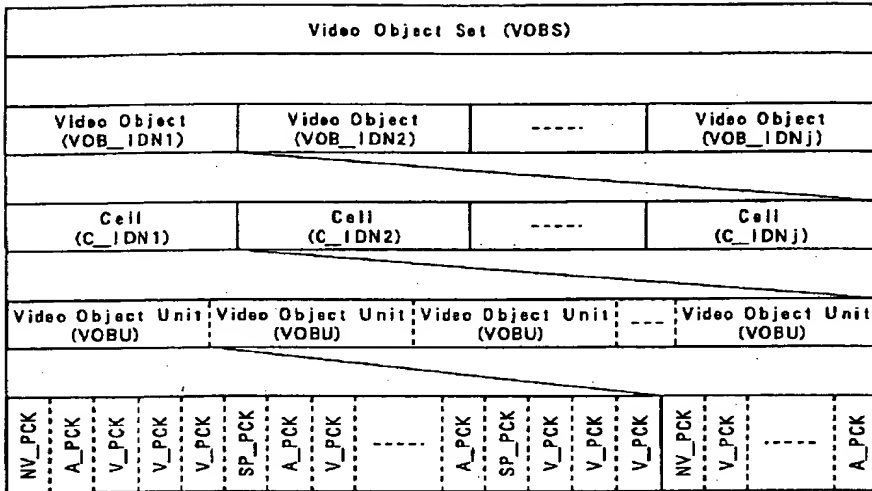 Video Object Set (VOBS)
Video Object
(VOB_IDN1)
Video Object
(VOB_IDN2)
-----
Video Object
(VOB_IDNj)
Cell
(C_IDN1)
Cell
(C_IDN2)
-----
Cell
(C_IDNj)
Video Object Unit
(VOBU)
Video Object Unit
(VOBU)
Video Object Unit
(VOBU)
----
Video Object Unit
(VOBU)
NV_PCK
A_PCK
V_PCK
V_PCK
V_PCK
SP_PCK
A_PCK
V_PCK
-----
A_PCK
SP_PCK
V_PCK
V_PCK
V_PCK
NV_PCK
V_PCK
-----
A_PCK